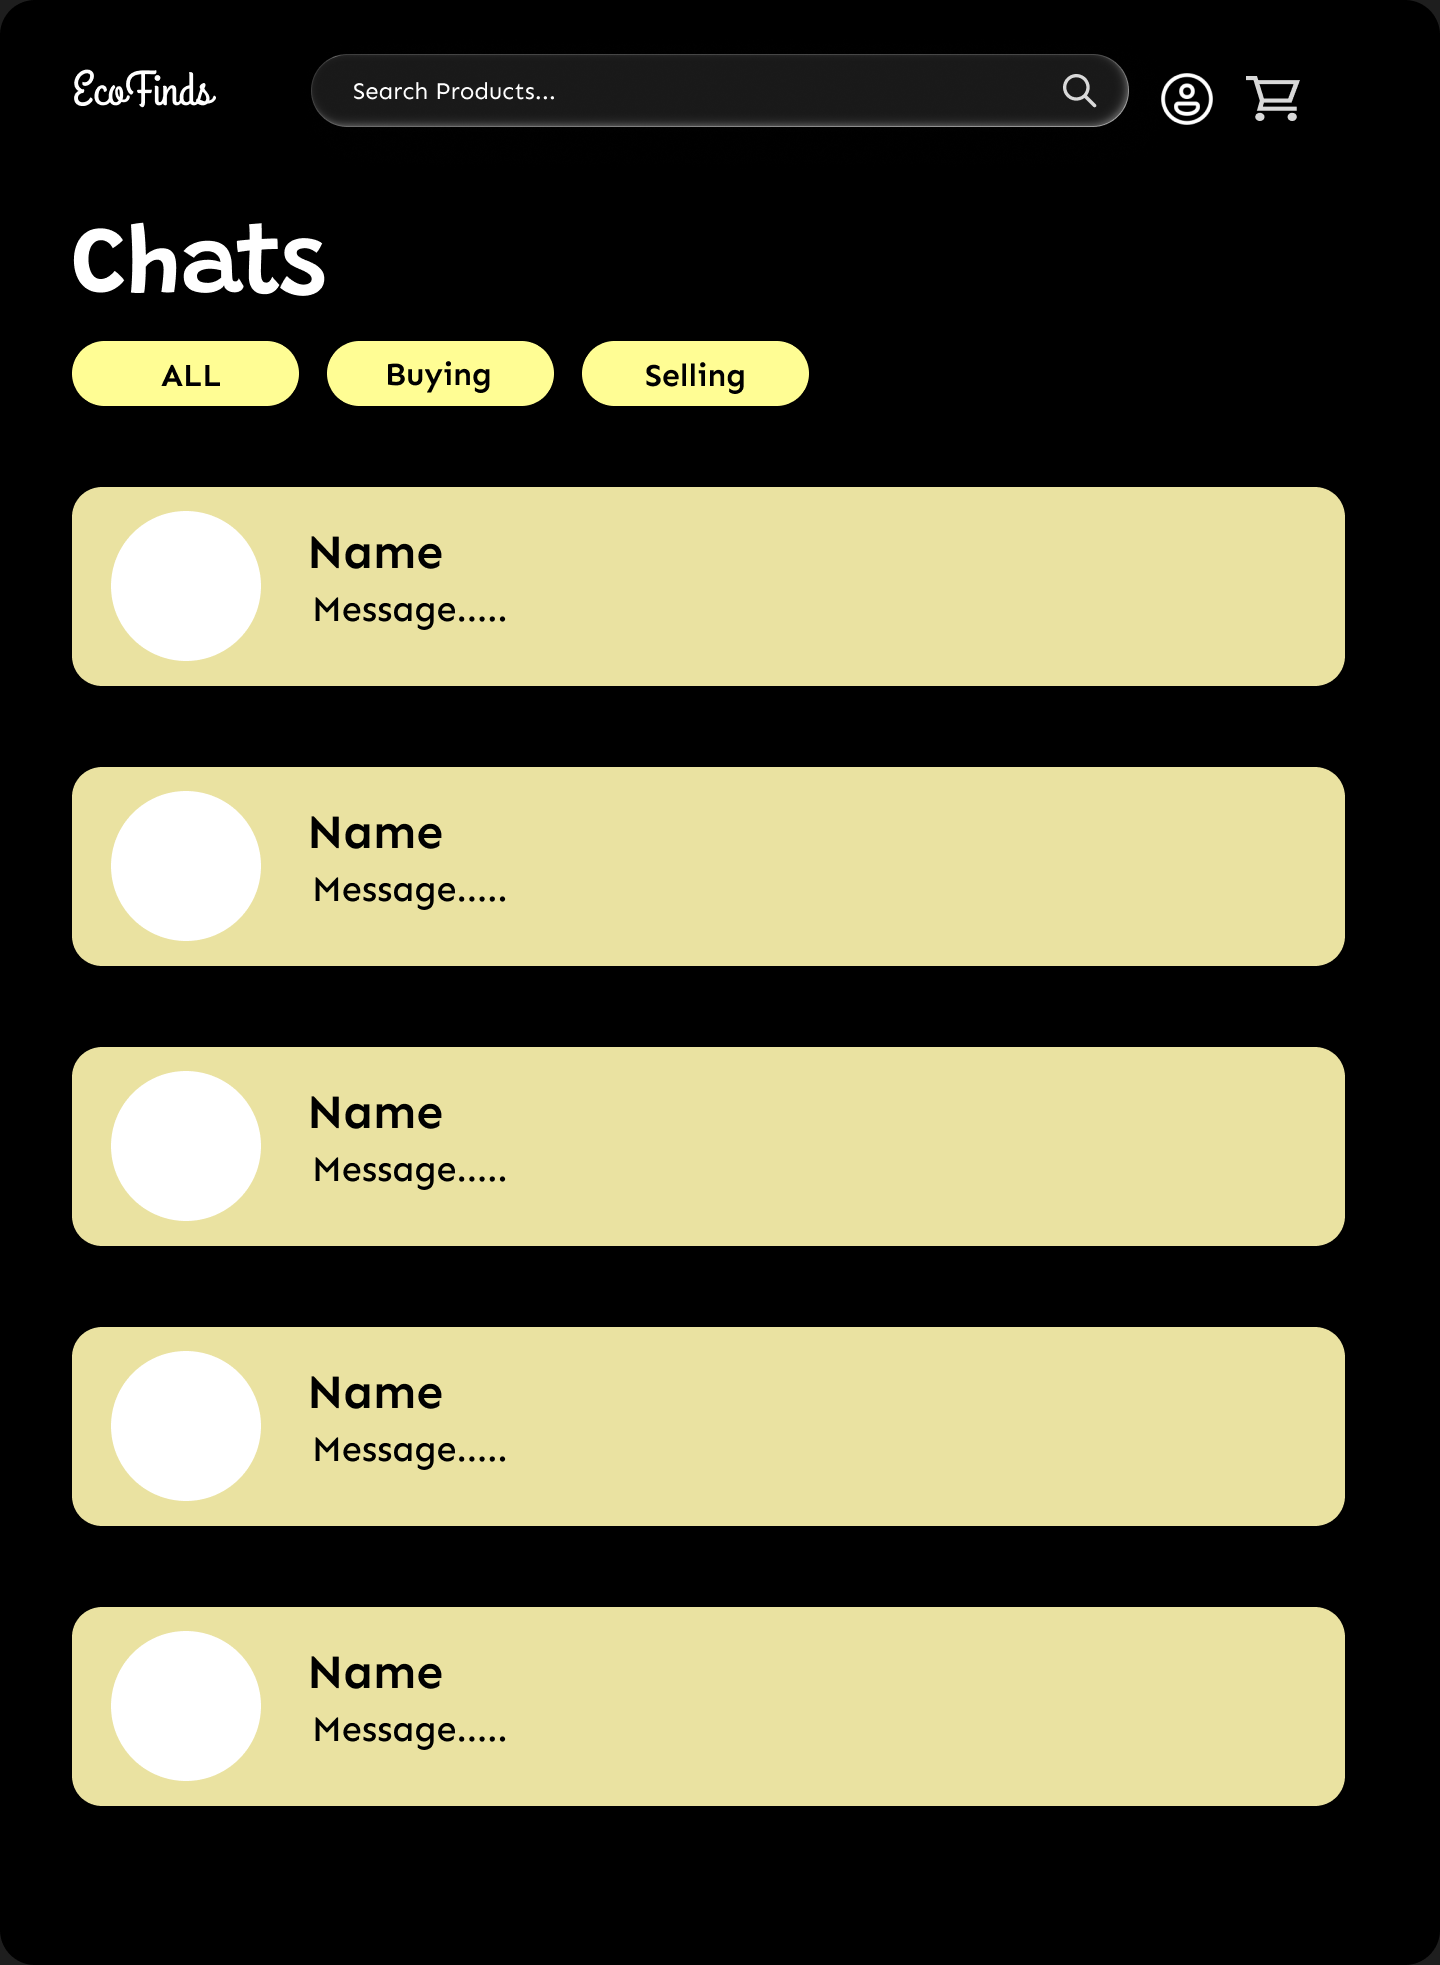 EcoFinds
Search Products...
Chats
ALL
Buying
Selling
Name
Message.....
Name
Message.....
Name
Message.....
Name
Message.....
Name
Message.....